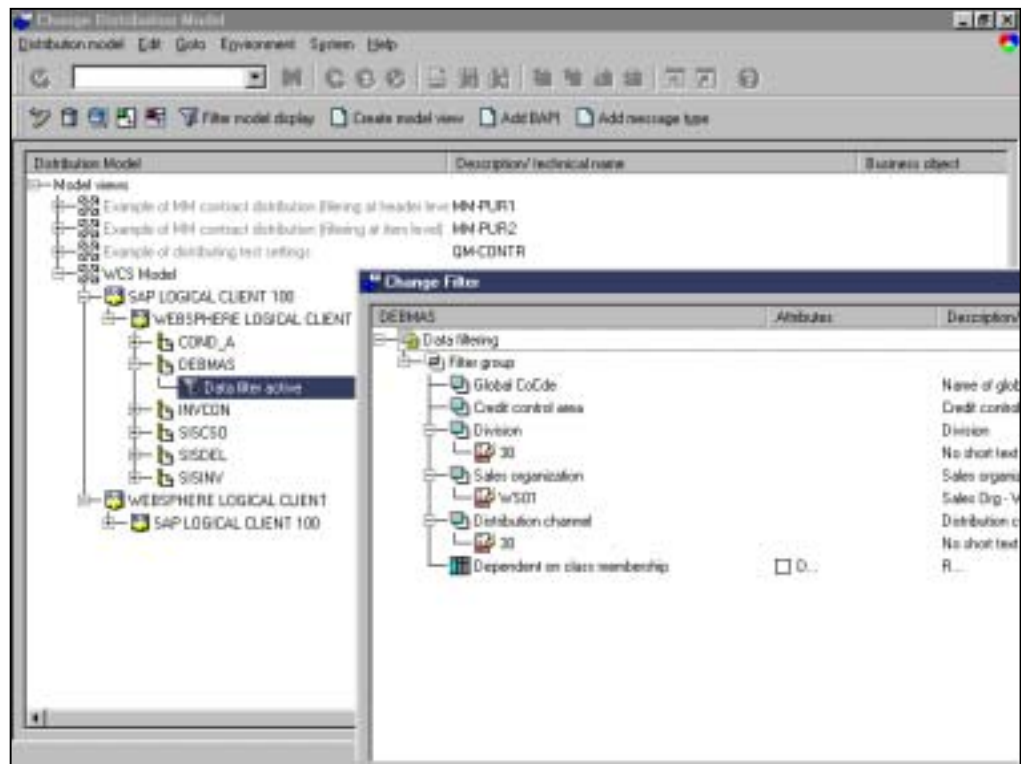 Change Distribution Model
Distribution model Edit Goto Environment System Help
Filter model display Create model view Add BAPI Add message type
Distribution Model Description/ technical name Business object
Model views
Example of MM contract distribution (filtering at header leve MM-PUR1
Example of MM contract distribution (filtering at item level) MM-PUR2
Example of distributing text settings QM-CONTR
WCS Model
SAP LOGICAL CLIENT 100
WEBSPHERE LOGICAL CLIENT
COND_A
DEBMAS
Data filter active
INVCON
SISCSO
SISDEL
SISINV
WEBSPHERE LOGICAL CLIENT
SAP LOGICAL CLIENT 100
Change Filter
DEBMAS Attributes Description/
Data filtering
Filter group
Global CoCde Name of glob
Credit control area Credit control
Division Division
30 No short text
Sales organization Sales organiz
WS01 Sales Org - W
Distribution channel Distribution c
30 No short text
Dependent on class membership D... R...